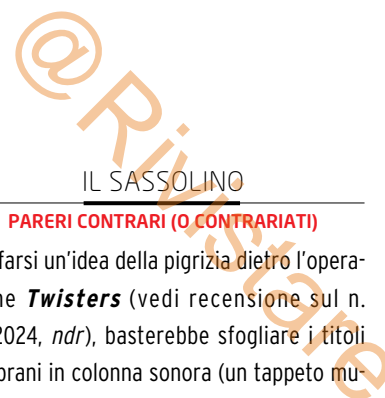 @Rivistare
IL SASSOLINO
PARERI CONTRARI (O CONTRARIATI)
farsi un'idea della pigrizia dietro l'opera-
ne Twisters (vedi recensione sul n.
2024, ndr), basterebbe sfogliare i titoli
brani in colonna sonora (un tappeto mu-